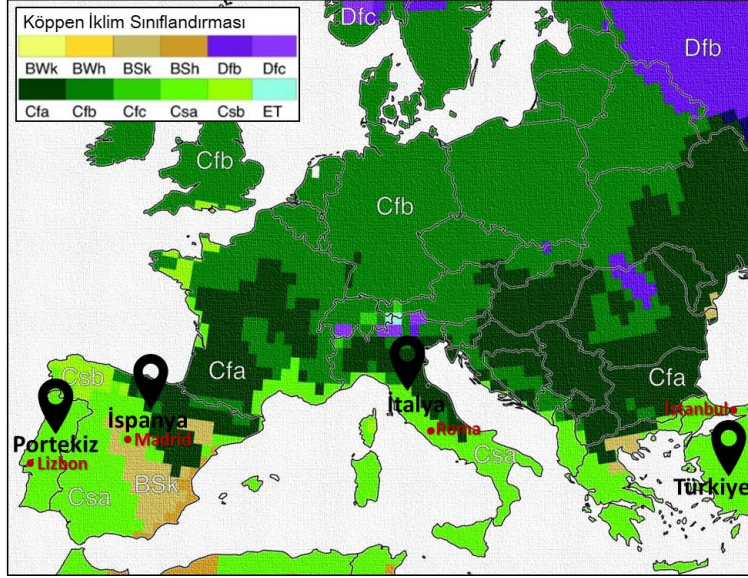 Köppen İklim Sınıflandırması
BWk BWh BSk BSh Dfb Dfc
Cfa Cfb Cfc Csa Csb ET
Dfc
Dfb
Cfb
Cfb
Cfa
Cfa
Csb
İspanya
İtalya
İstanbul
Portekiz
Madrid
Roma
Lizbon
Csa
BSk
Csa
Türkiye